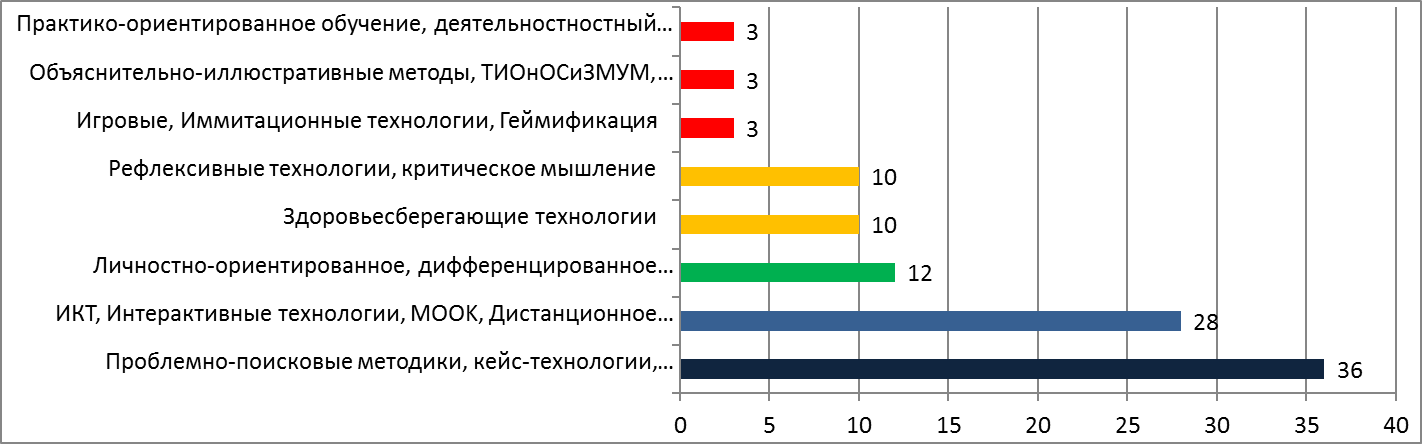 Практико-ориентированное обучение, деятельностностный... 3
Объяснительно-иллюстративные методы, ТИОнОСиЗМУМ,... 3
Игровые, Иммитационные технологии, Геймификация 3
Рефлексивные технологии, критическое мышление 10
Здоровьесберегающие технологии 10
Личностно-ориентированное, дифференцированное... 12
ИКТ, Интерактивные технологии, МООК, Дистанционное... 28
Проблемно-поисковые методики, кейс-технологии,... 36
0 5 10 15 20 25 30 35 40